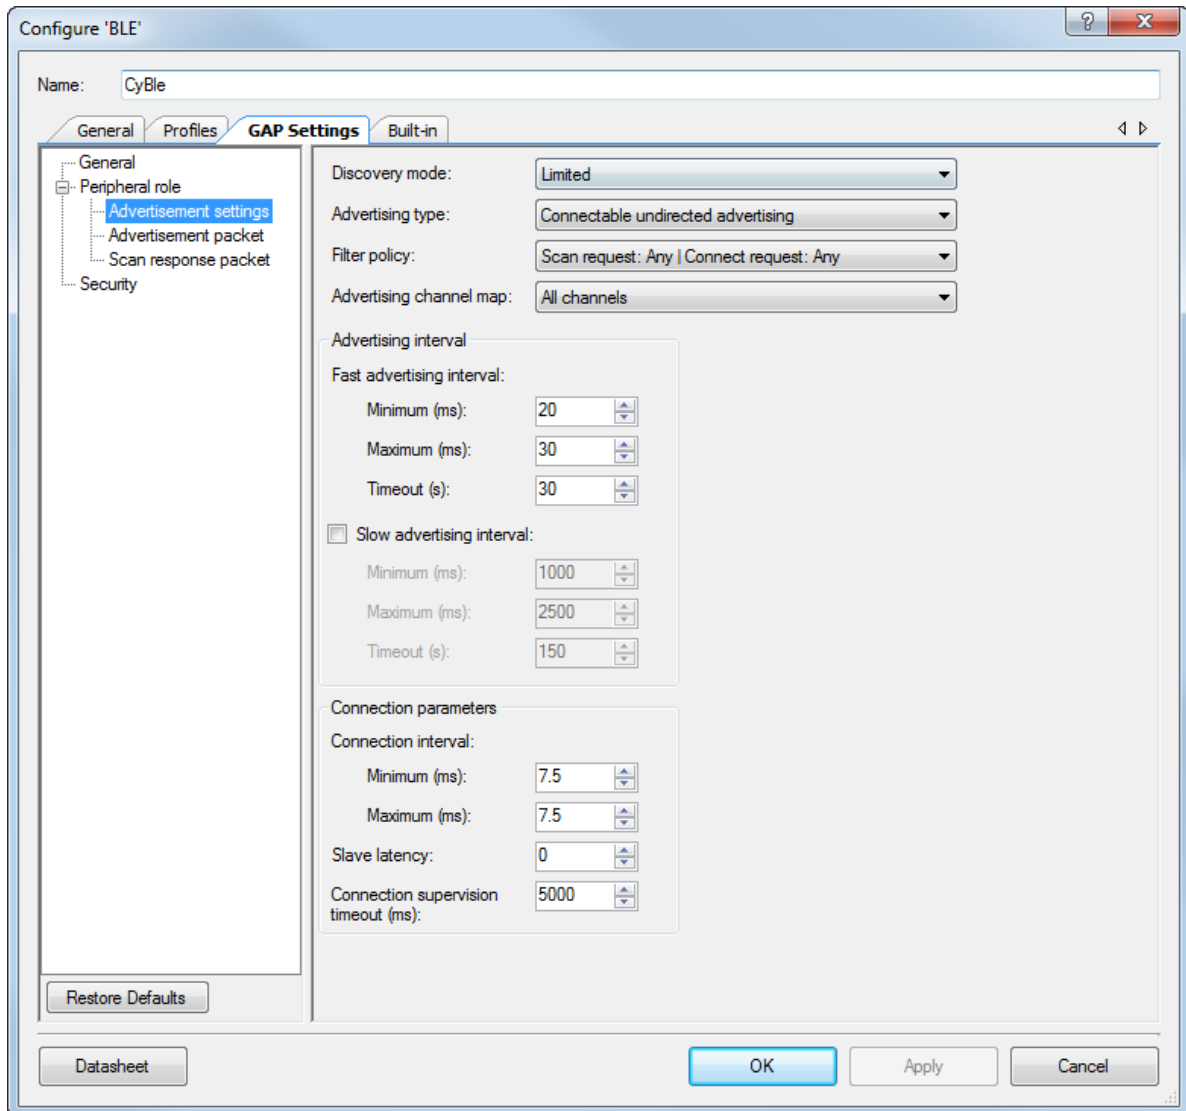 Configure 'BLE'
Name: CyBle
General Profiles GAP Settings Built-in
General
Peripheral role
Advertisement settings
Advertisement packet
Scan response packet
Security
Restore Defaults
Discovery mode: Limited
Advertising type: Connectable undirected advertising
Filter policy: Scan request: Any | Connect request: Any
Advertising channel map: All channels
Advertising interval
Fast advertising interval:
Minimum (ms): 20
Maximum (ms): 30
Timeout (s): 30
Slow advertising interval:
Minimum (ms): 1000
Maximum (ms): 2500
Timeout (s): 150
Connection parameters
Connection interval:
Minimum (ms): 7.5
Maximum (ms): 7.5
Slave latency: 0
Connection supervision 5000
timeout (ms):
Datasheet OK Apply Cancel